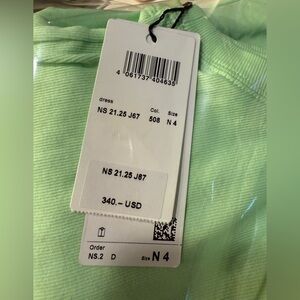 4 061737 404635
dress Col. Size
NS 21.25 J67 508 N 4
NS 21.25 J67
340.– USD
Order
NS.2 D Size N 4